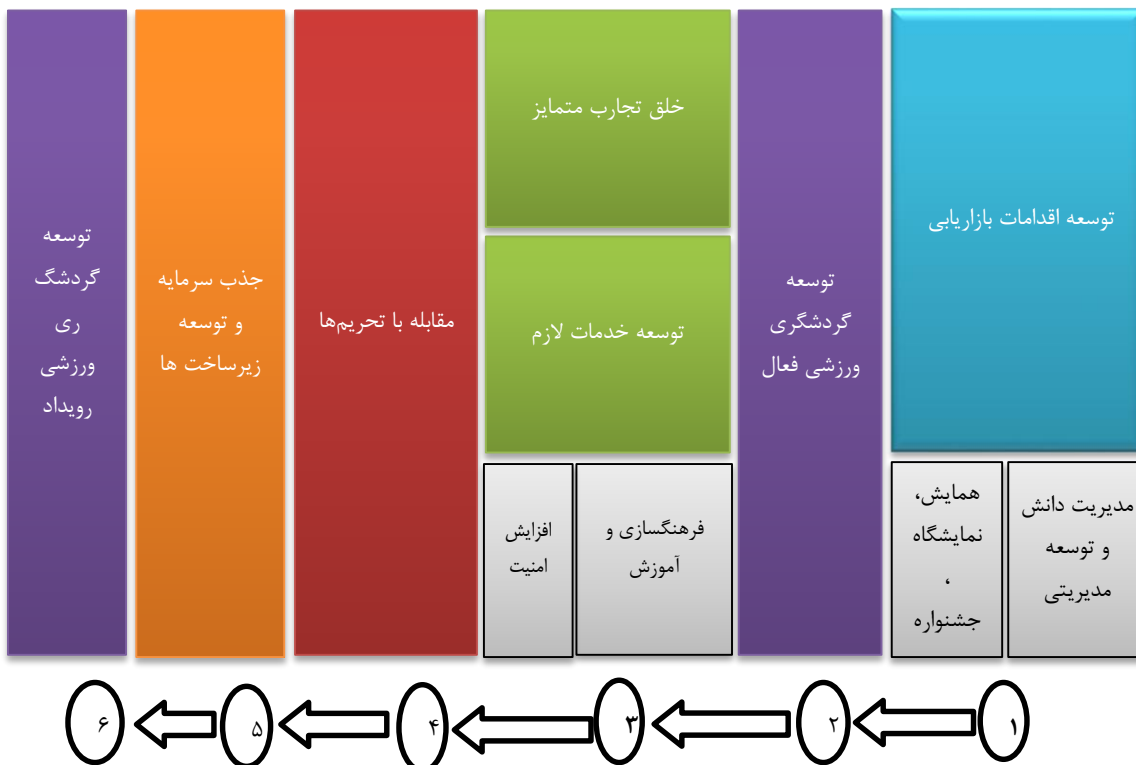 توسعه اقدامات بازاریابی
مدیریت دانش
و توسعه
مدیریتی
همایش،
نمایشگاه
،
جشنواره
توسعه
گردشگری
ورزشی فعال
خلق تجارب متمایز
توسعه خدمات لازم
فرهنگسازی و
آموزش
افزایش
امنیت
مقابله با تحریم‌ها
جذب سرمایه
و توسعه
زیرساخت ها
توسعه
گردشگ
ری
ورزشی
رویداد
۱
۲
۳
۴
۵
۶